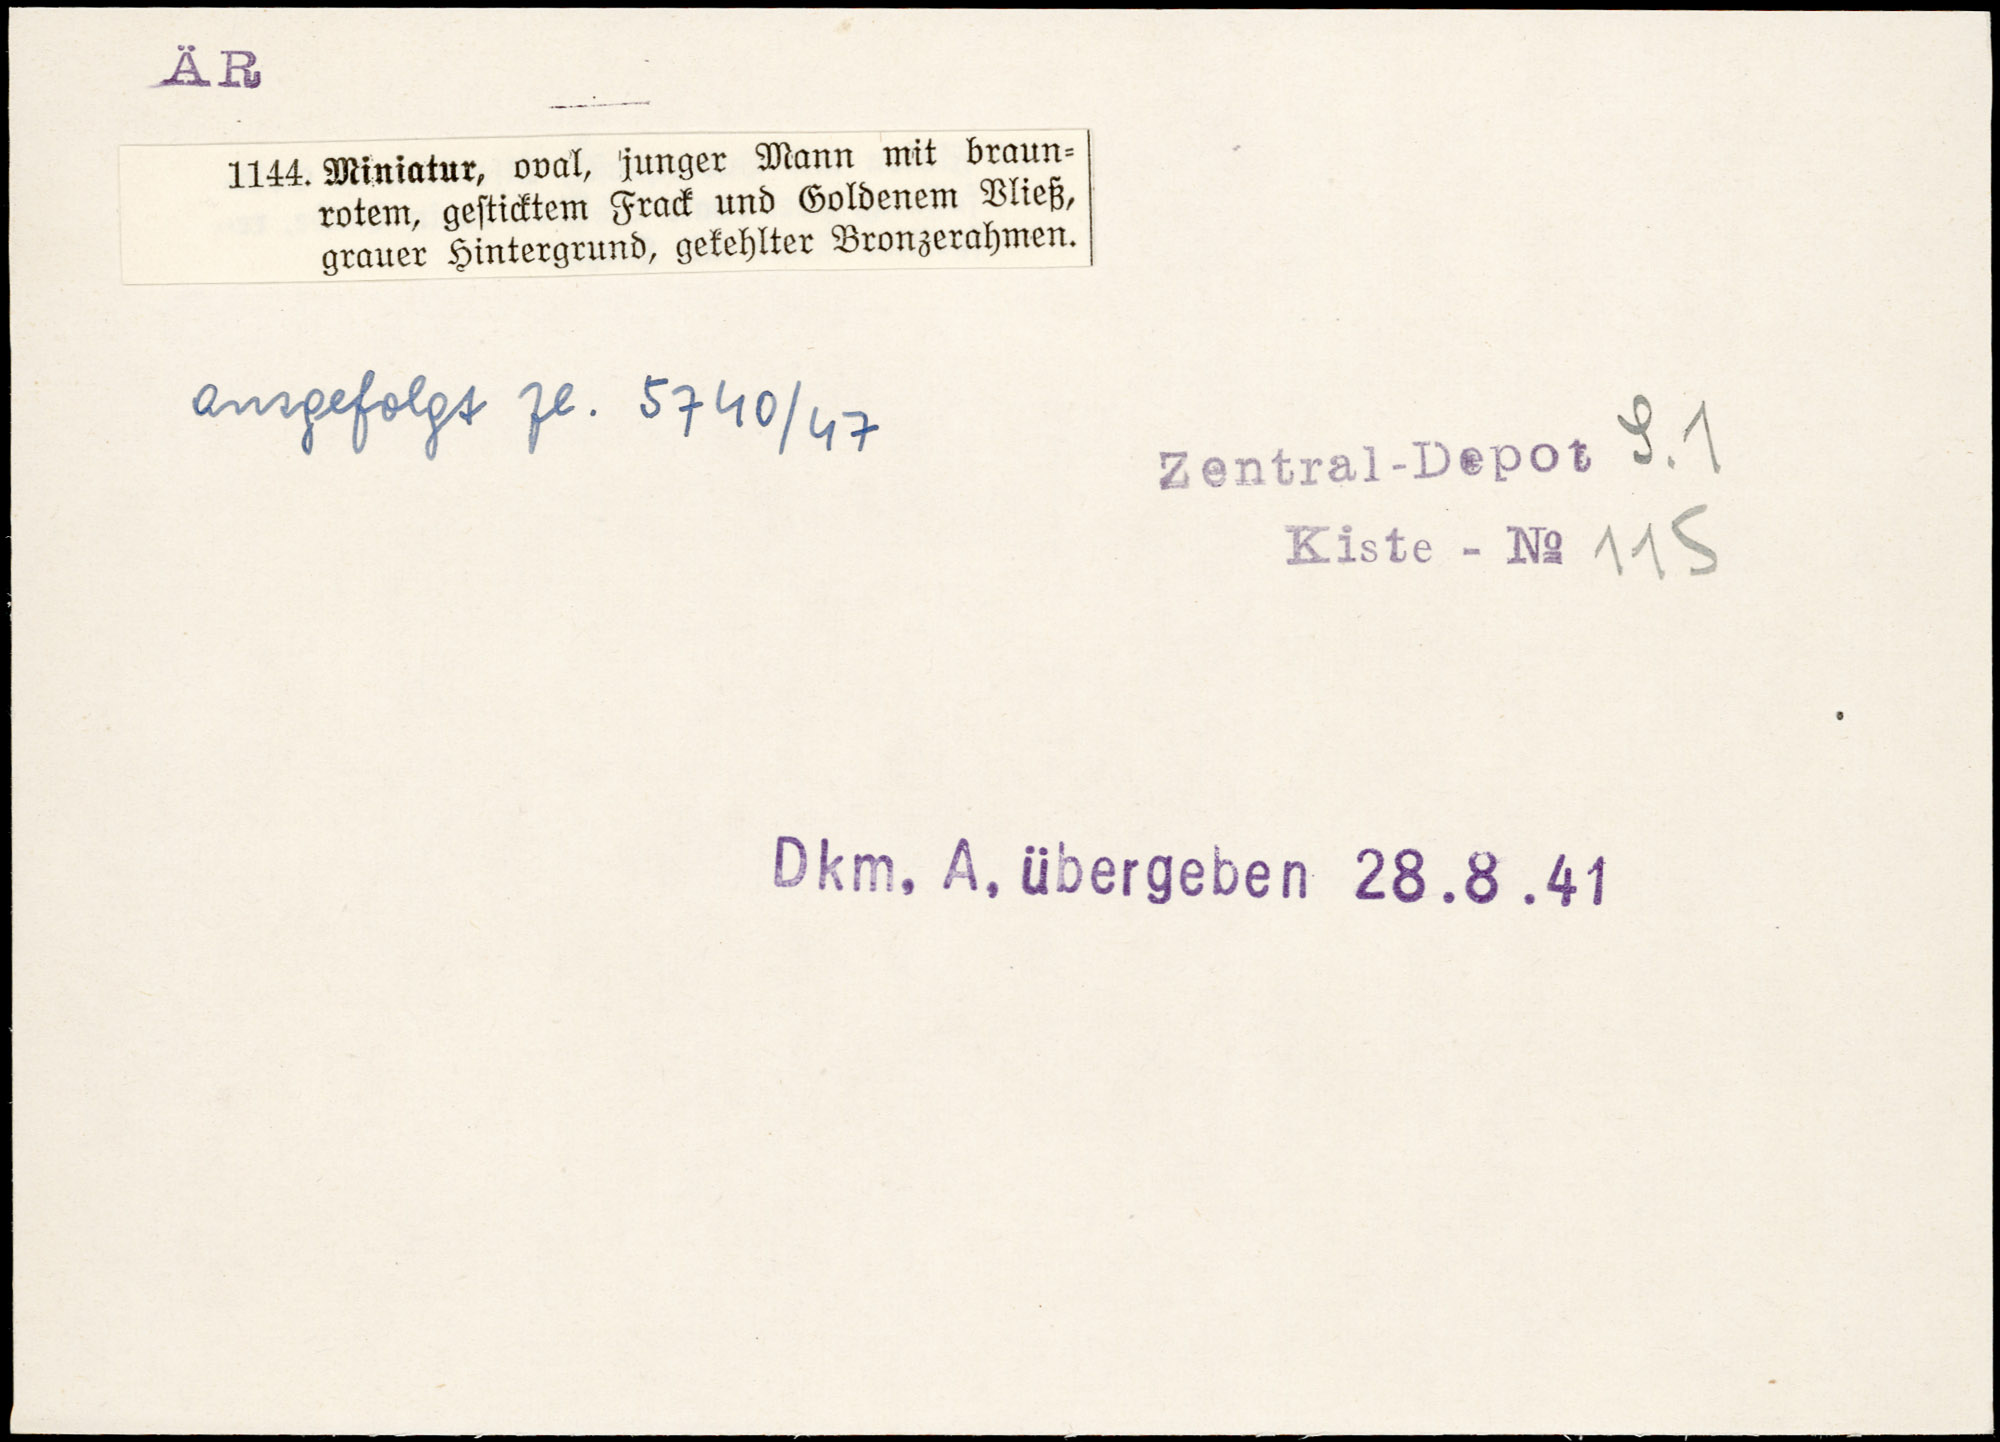 ÄR
1144. Miniatur, oval, junger Mann mit braun=
rotem, gesticktem Frack und Goldenem Vließ,
grauer Hintergrund, gekehlter Bronzerahmen.
ausgefolgt Zl. 5740/47
Zentral-Depot S.1
Kiste - № 115
Dkm. A. übergeben 28.8.41